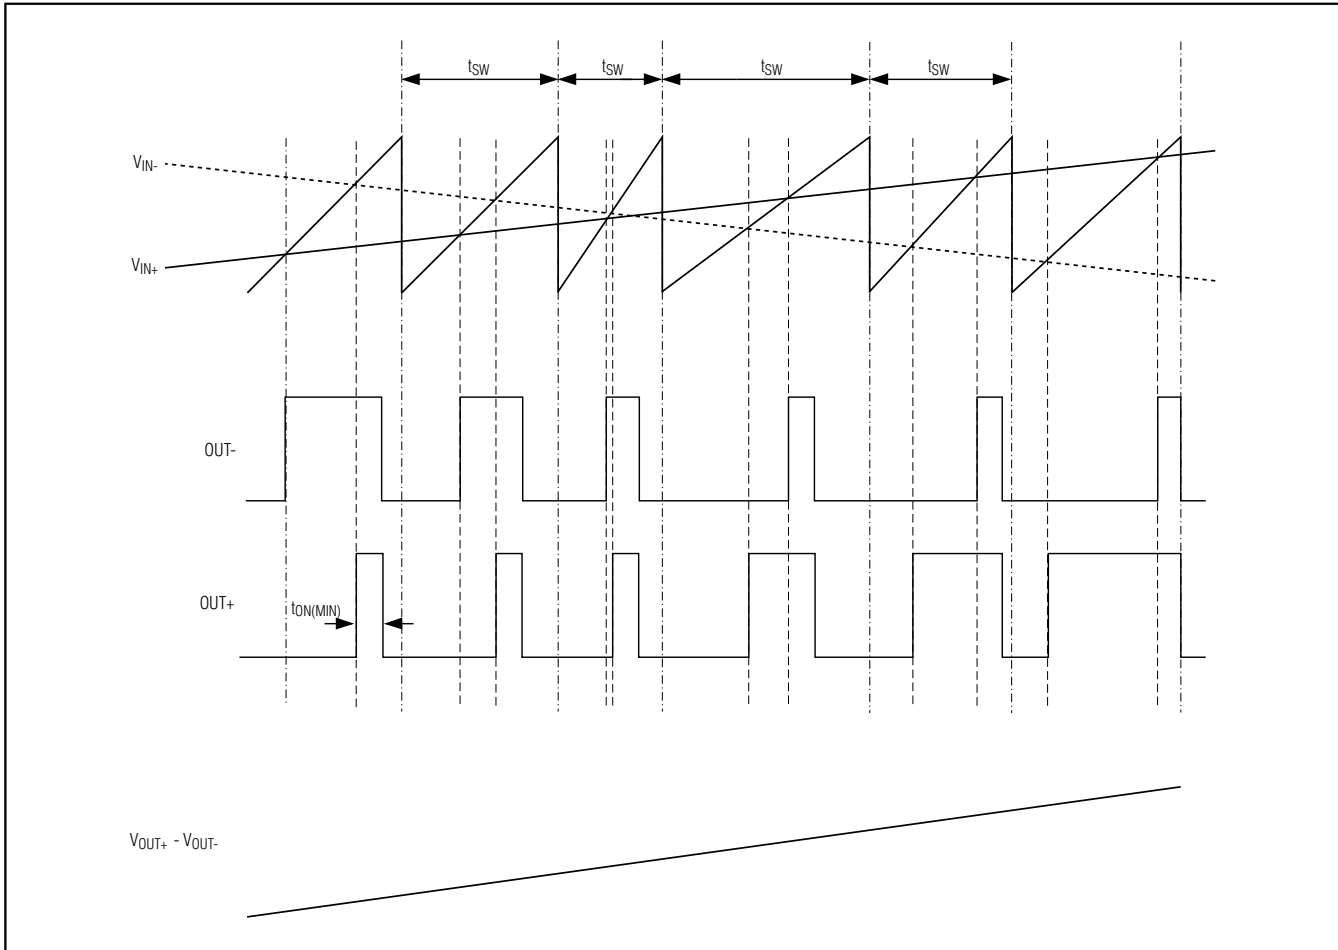 tSW tSW tSW tSW
VIN-
VIN+
OUT-
OUT+
tON(MIN)
VOUT+ - VOUT-